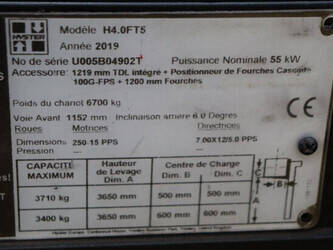 HYSTER
Modèle H4.0FT5
Année 2019
No de série U005B04902T Puissance Nominale 55 kW
Accessoire: 1219 mm TDL intégré + Positionneur de Fourches Cascade
100G-FPS + 1200 mm Fourches
Poids du chariot 6700 kg
Voie Avant 1152 mm Inclinaison arrière 6.0 Degrees
Roues Motrices Directrices
Dimensions 250-15 PPS 7.00X12/5.0 PPS
Pression - -
CAPACITÉ MAXIMUM Hauteur de Levage Dim. A Centre de Charge Dim. B Dim. C
3710 kg 3650 mm 500 mm 500 mm
3400 kg 3650 mm 600 mm 600 mm
A
B
C